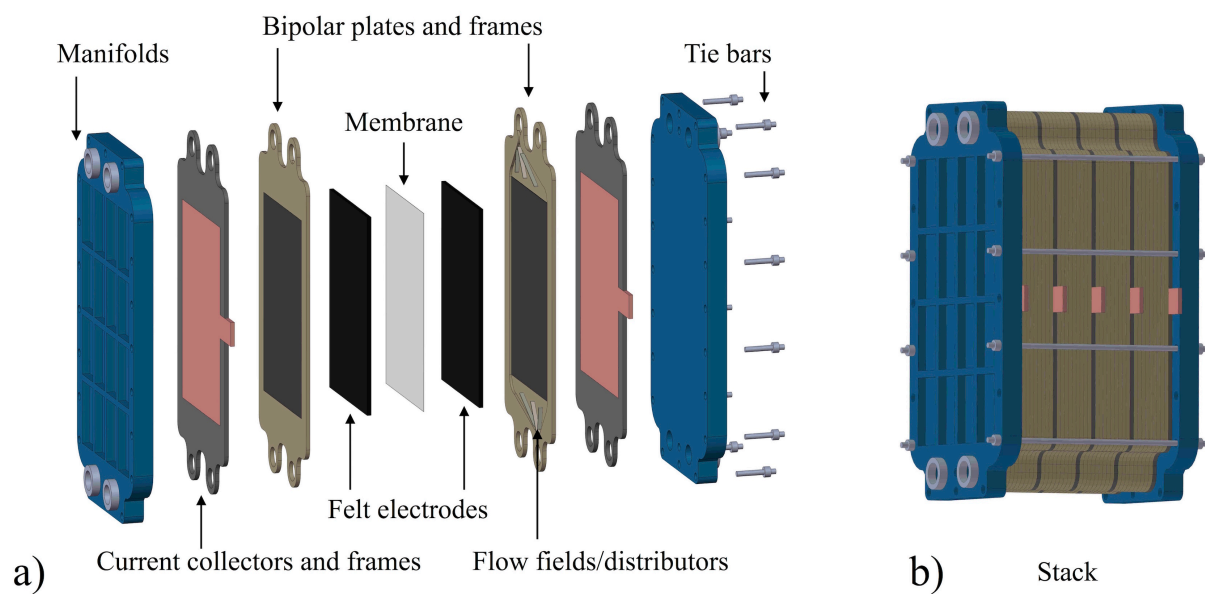 Bipolar plates and frames
Manifolds
Tie bars
Membrane
Felt electrodes
Current collectors and frames
Flow fields/distributors
a)
b)
Stack